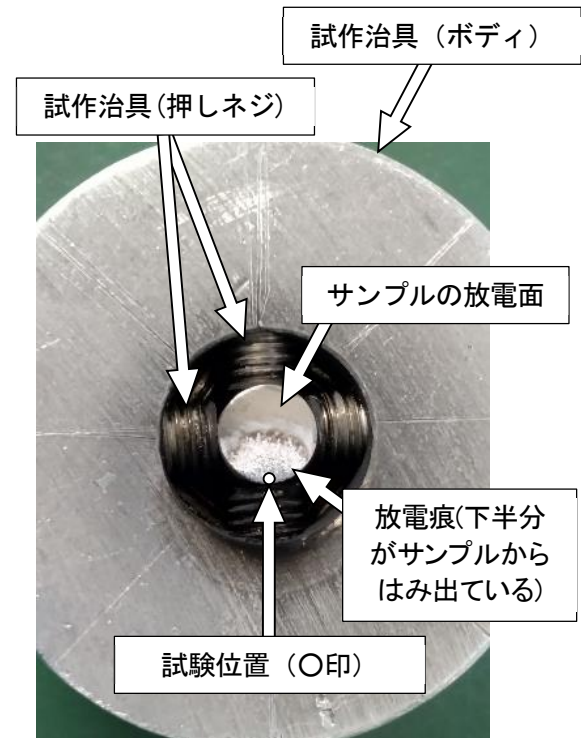 試作治具（ボディ）
試作治具(押しネジ)
サンプルの放電面
放電痕(下半分
がサンプルから
はみ出ている)
試験位置（〇印）